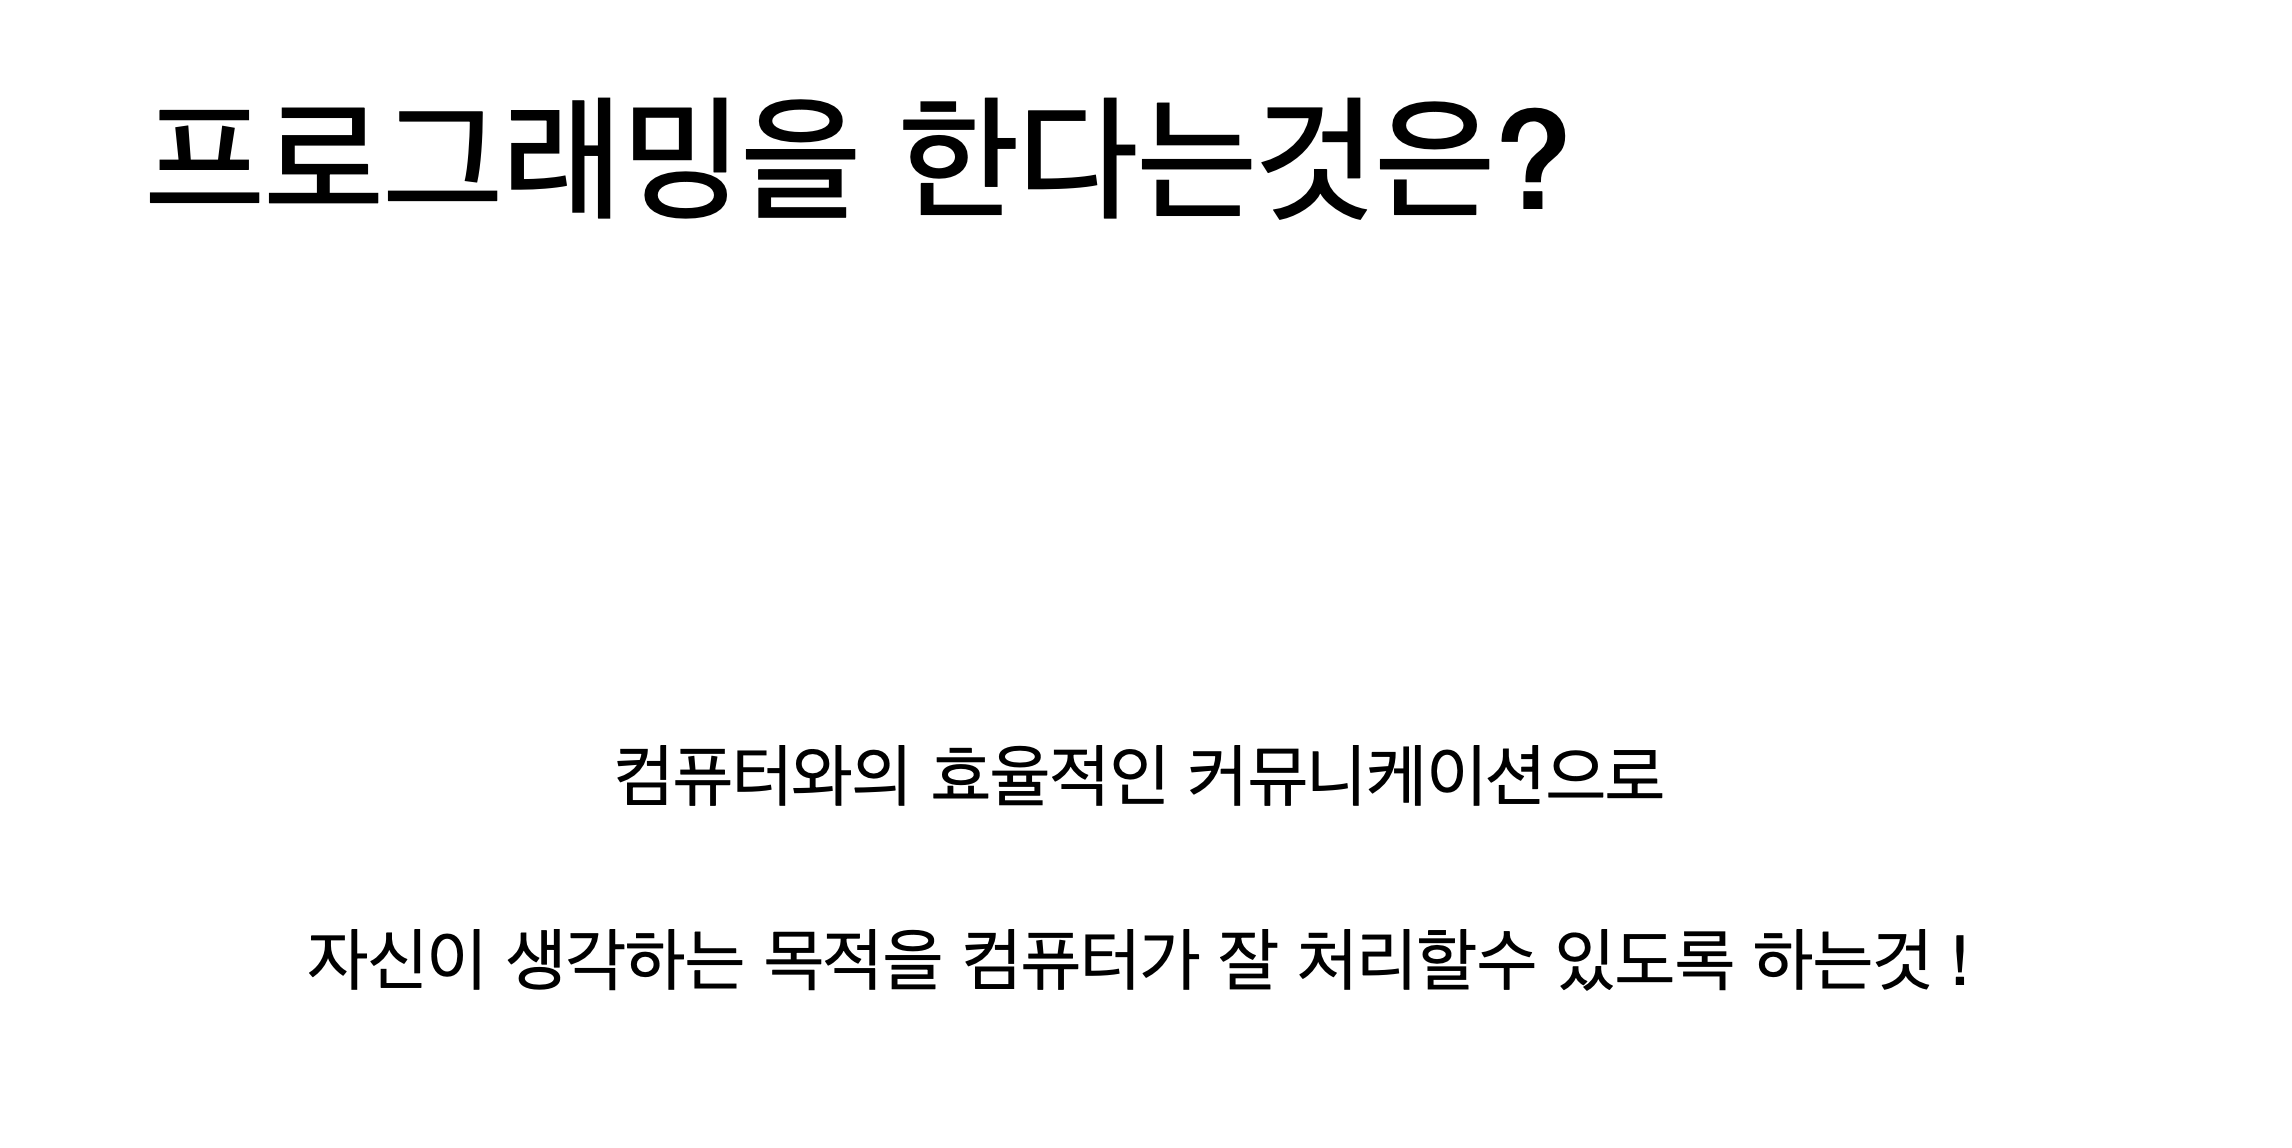 프로그래밍을 한다는것은?
컴퓨터와의 효율적인 커뮤니케이션으로
자신이 생각하는 목적을 컴퓨터가 잘 처리할수 있도록 하는것 !